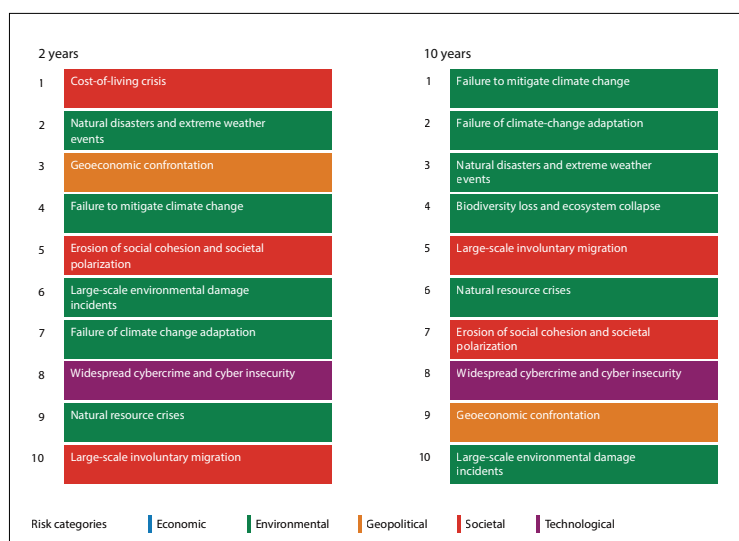 2 years
1 Cost-of-living crisis
2 Natural disasters and extreme weather
events
3 Geoeconomic confrontation
4 Failure to mitigate climate change
5 Erosion of social cohesion and societal
polarization
6 Large-scale environmental damage
incidents
7 Failure of climate change adaptation
8 Widespread cybercrime and cyber insecurity
9 Natural resource crises
10 Large-scale involuntary migration
10 years
1 Failure to mitigate climate change
2 Failure of climate-change adaptation
3 Natural disasters and extreme weather
events
4 Biodiversity loss and ecosystem collapse
5 Large-scale involuntary migration
6 Natural resource crises
7 Erosion of social cohesion and societal
polarization
8 Widespread cybercrime and cyber insecurity
9 Geoeconomic confrontation
10 Large-scale environmental damage
incidents
Risk categories Economic Environmental Geopolitical Societal Technological